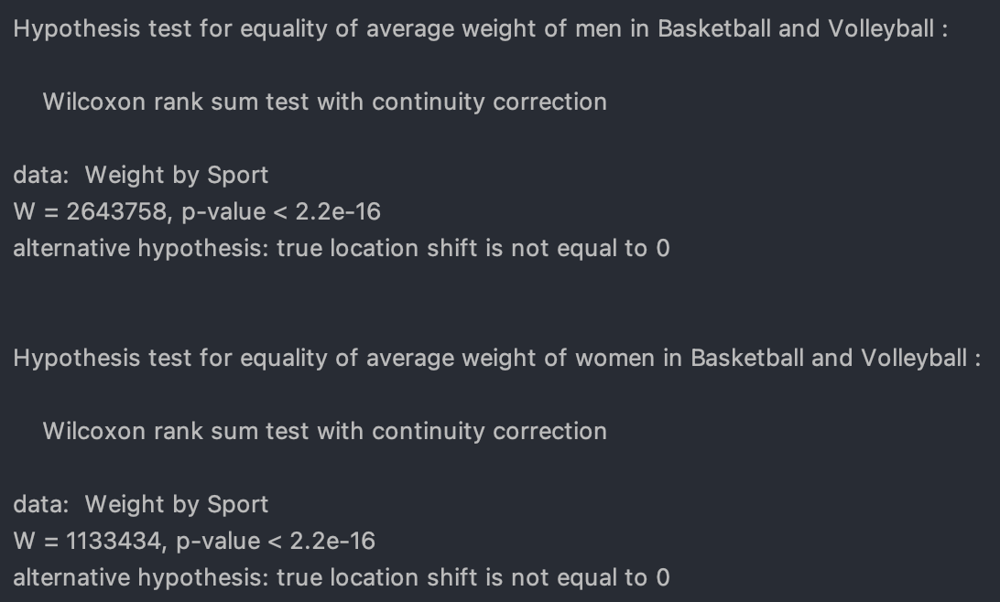 Hypothesis test for equality of average weight of men in Basketball and Volleyball :
Wilcoxon rank sum test with continuity correction
data:  Weight by Sport
W = 2643758, p-value < 2.2e-16
alternative hypothesis: true location shift is not equal to 0
Hypothesis test for equality of average weight of women in Basketball and Volleyball :
Wilcoxon rank sum test with continuity correction
data:  Weight by Sport
W = 1133434, p-value < 2.2e-16
alternative hypothesis: true location shift is not equal to 0